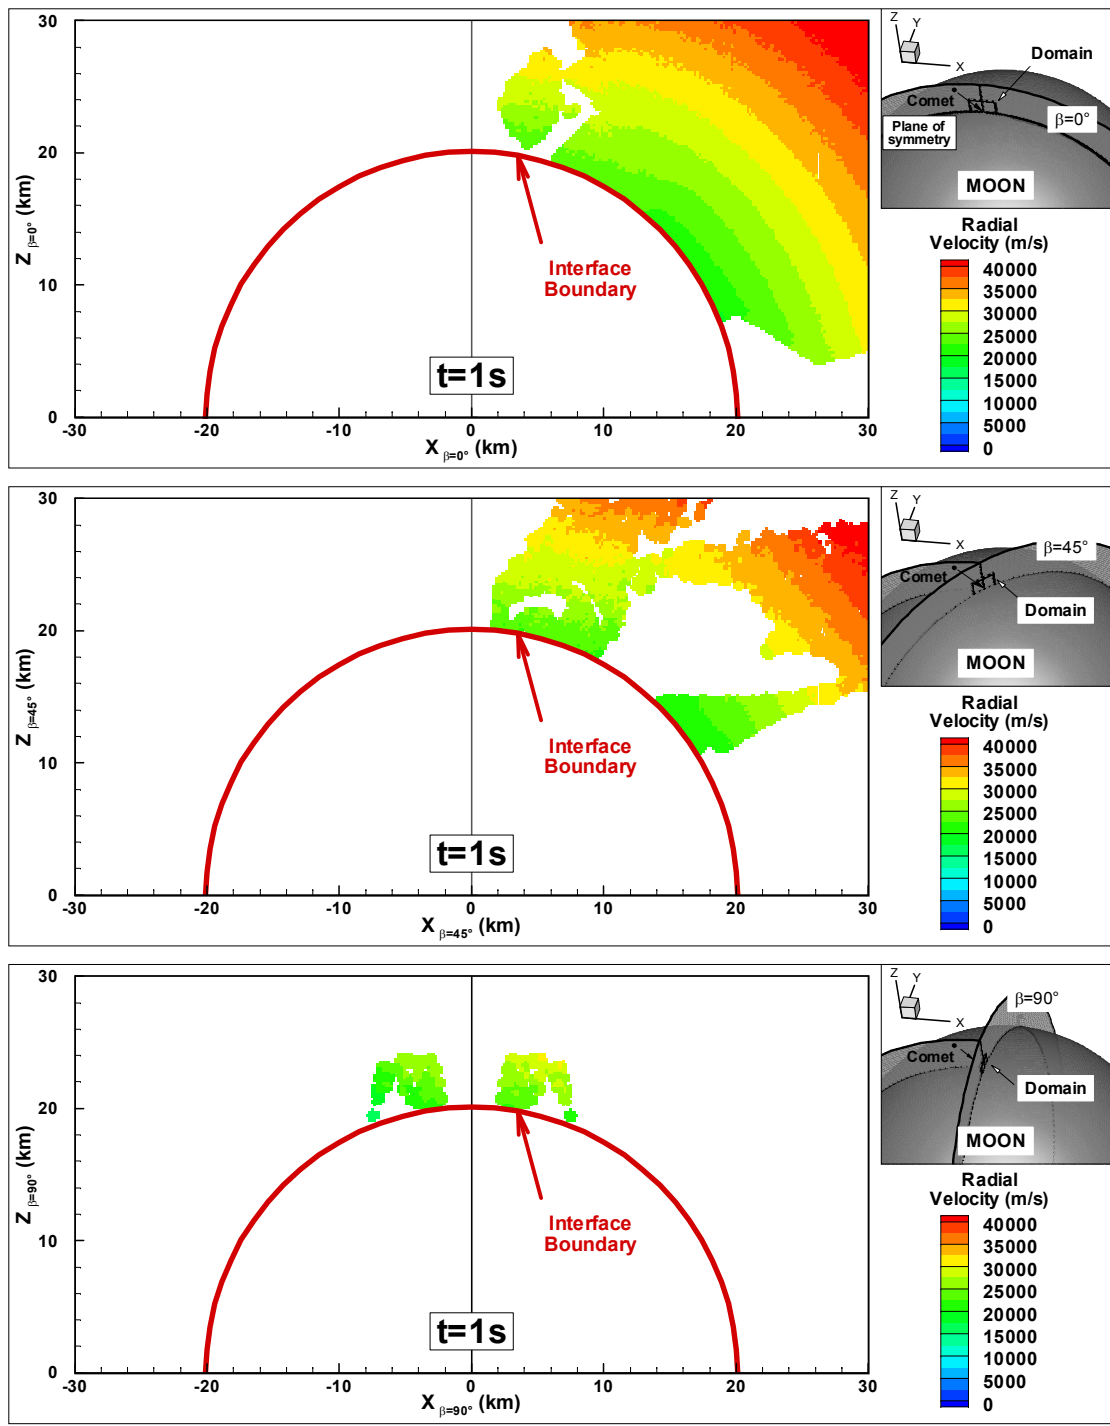 30
20
10
0
Z β=0° (km)
-30
-20
-10
0
10
20
30
X β=0° (km)
Interface
Boundary
t=1s
Z
Y
X
Domain
Comet
β=0°
Plane of
symmetry
MOON
Radial
Velocity (m/s)
40000
35000
30000
25000
20000
15000
10000
5000
0
30
20
10
0
Z β=45° (km)
-30
-20
-10
0
10
20
30
X β=45° (km)
Interface
Boundary
t=1s
Z
Y
X
β=45°
Comet
Domain
MOON
Radial
Velocity (m/s)
40000
35000
30000
25000
20000
15000
10000
5000
0
30
20
10
0
Z β=90° (km)
-30
-20
-10
0
10
20
30
X β=90° (km)
Interface
Boundary
t=1s
Z
Y
X
β=90°
Comet
Domain
MOON
Radial
Velocity (m/s)
40000
35000
30000
25000
20000
15000
10000
5000
0